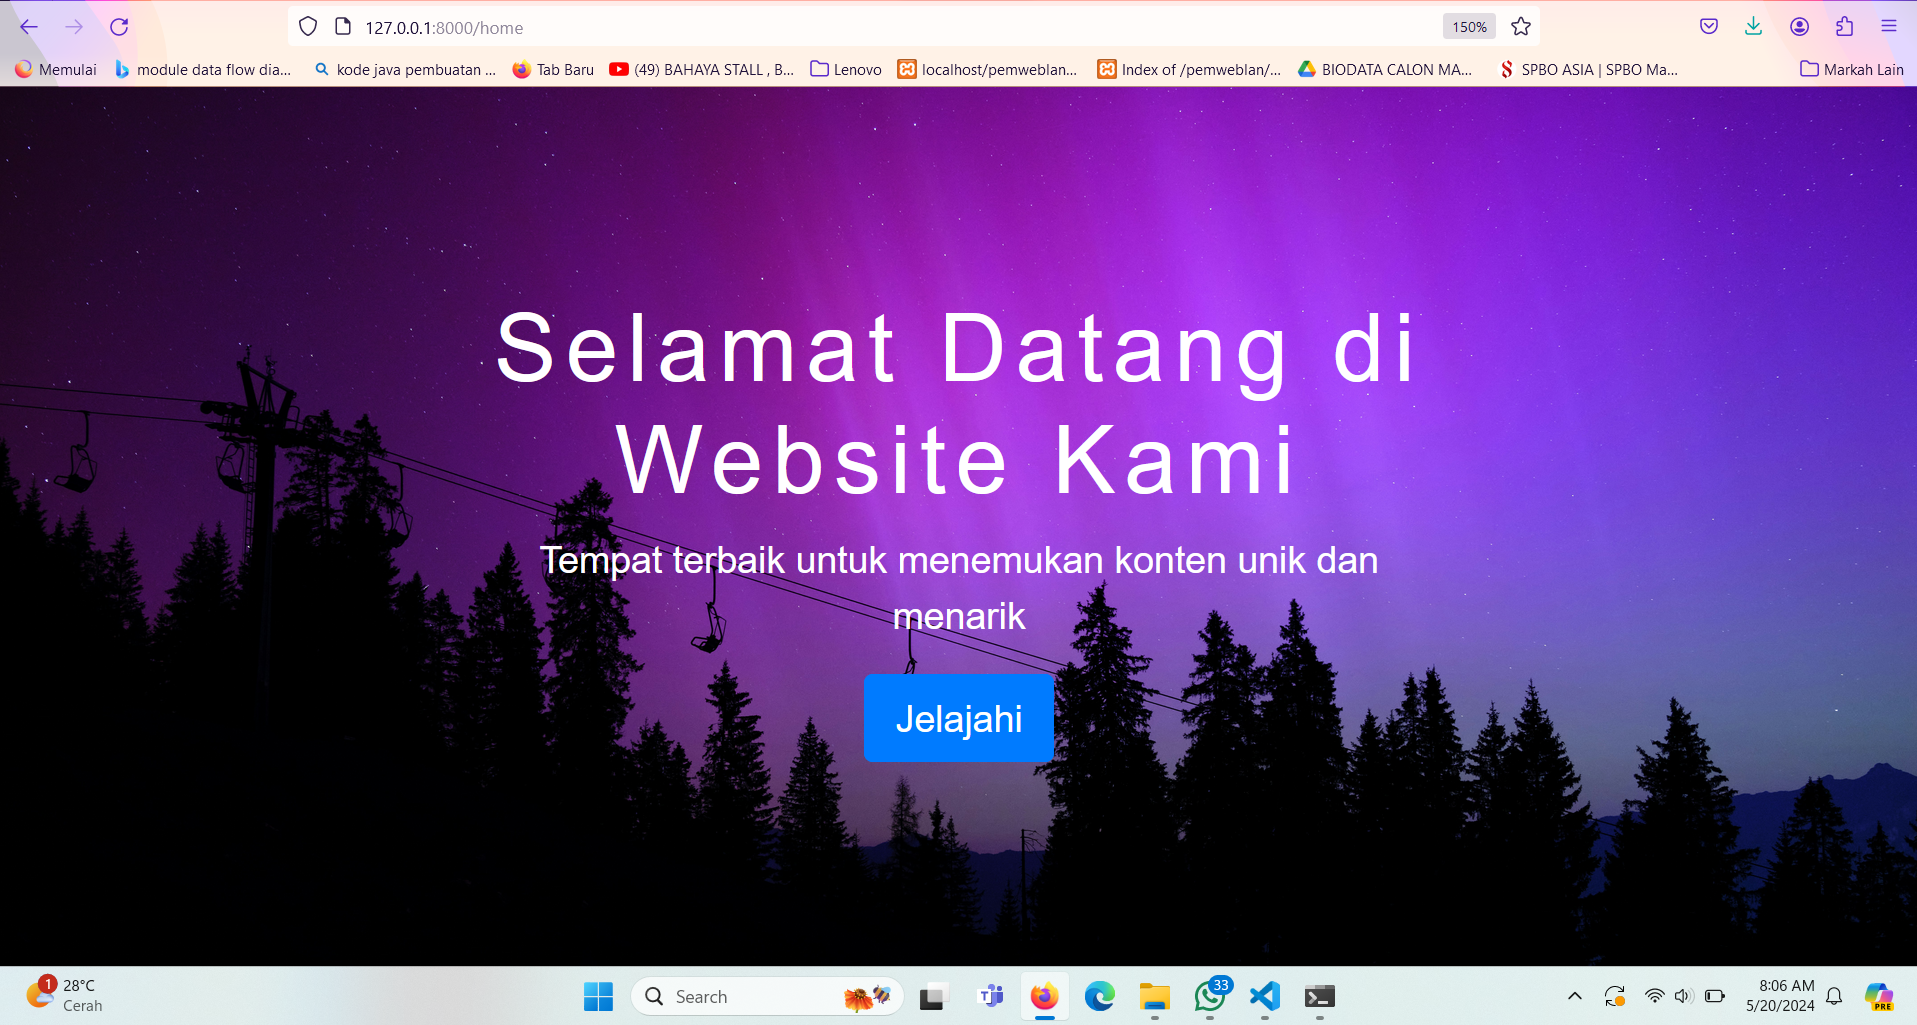 127.0.0.1:8000/home
150%
Memulai
module data flow dia...
kode java pembuatan ...
Tab Baru
(49) BAHAYA STALL , B...
Lenovo
localhost/pemweblan...
Index of /pemweblan/...
BIODATA CALON MA...
SPBO ASIA | SPBO Ma...
Markah Lain
Selamat Datang di
Website Kami
Tempat terbaik untuk menemukan konten unik dan
menarik
Jelajahi
1
28°C
Cerah
Search
33
8:06 AM
5/20/2024
PRE